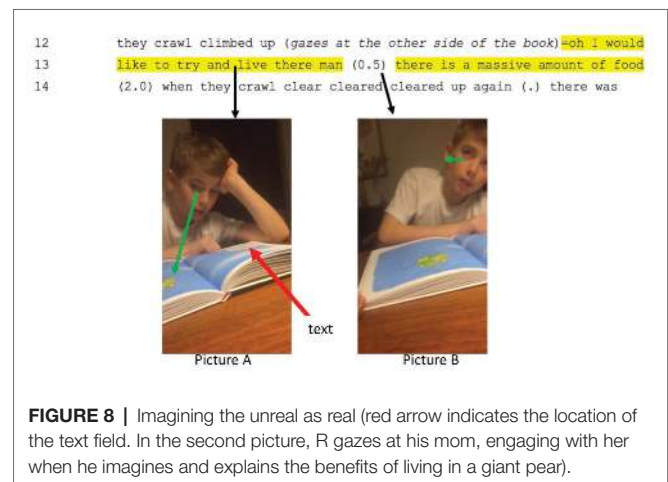 12 they crawl climbed up (gazes at the other side of the book)=oh I would
13 like to try and live there man (0.5) there is a massive amount of food
14 (2.0) when they crawl clear cleared cleared up again (.) there was
text
Picture A Picture B
FIGURE 8 | Imagining the unreal as real (red arrow indicates the location of
the text field. In the second picture, R gazes at his mom, engaging with her
when he imagines and explains the benefits of living in a giant pear).